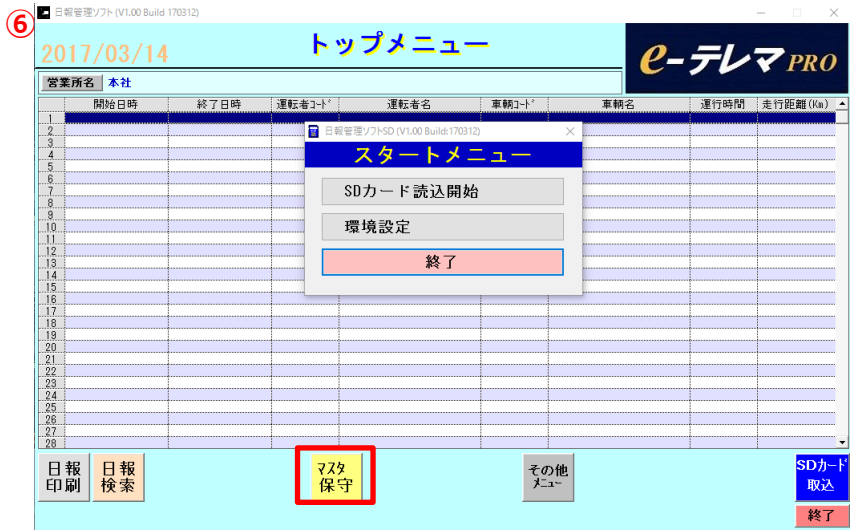 ⑥
日報管理ソフト (V1.00 Build 170312)
2017/03/14
トップメニュー
e-テレマ PRO
営業所名 本社
開始日時 終了日時 運転者コード 運転者名 車輌コード 車輌名 運行時間 走行距離(Km)
1
2
3
4
5
6
7
8
9
10
11
12
13
14
15
16
17
18
19
20
21
22
23
24
25
26
27
28
日報管理ソフトSD (V1.00 Build:170312)
スタートメニュー
SDカード読込開始
環境設定
終了
日報
印刷
日報
検索
マスタ
保守
その他
メニュー
SDカード
取込
終了